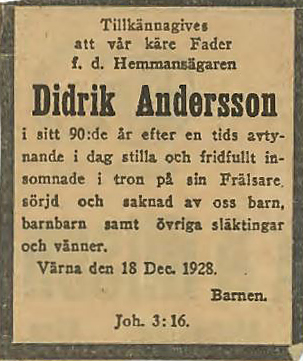 Tillkännagives
att vår käre Fader
f. d. Hemmansägaren
Didrik Andersson
i sitt 90:de år efter en tids avty-
nande i dag stilla och fridfullt in-
somnade i tron på sin Frälsare,
sörjd och saknad av oss barn,
barnbarn samt övriga släktingar
och vänner.
Värna den 18 Dec. 1928.
Barnen.
Joh. 3:16.